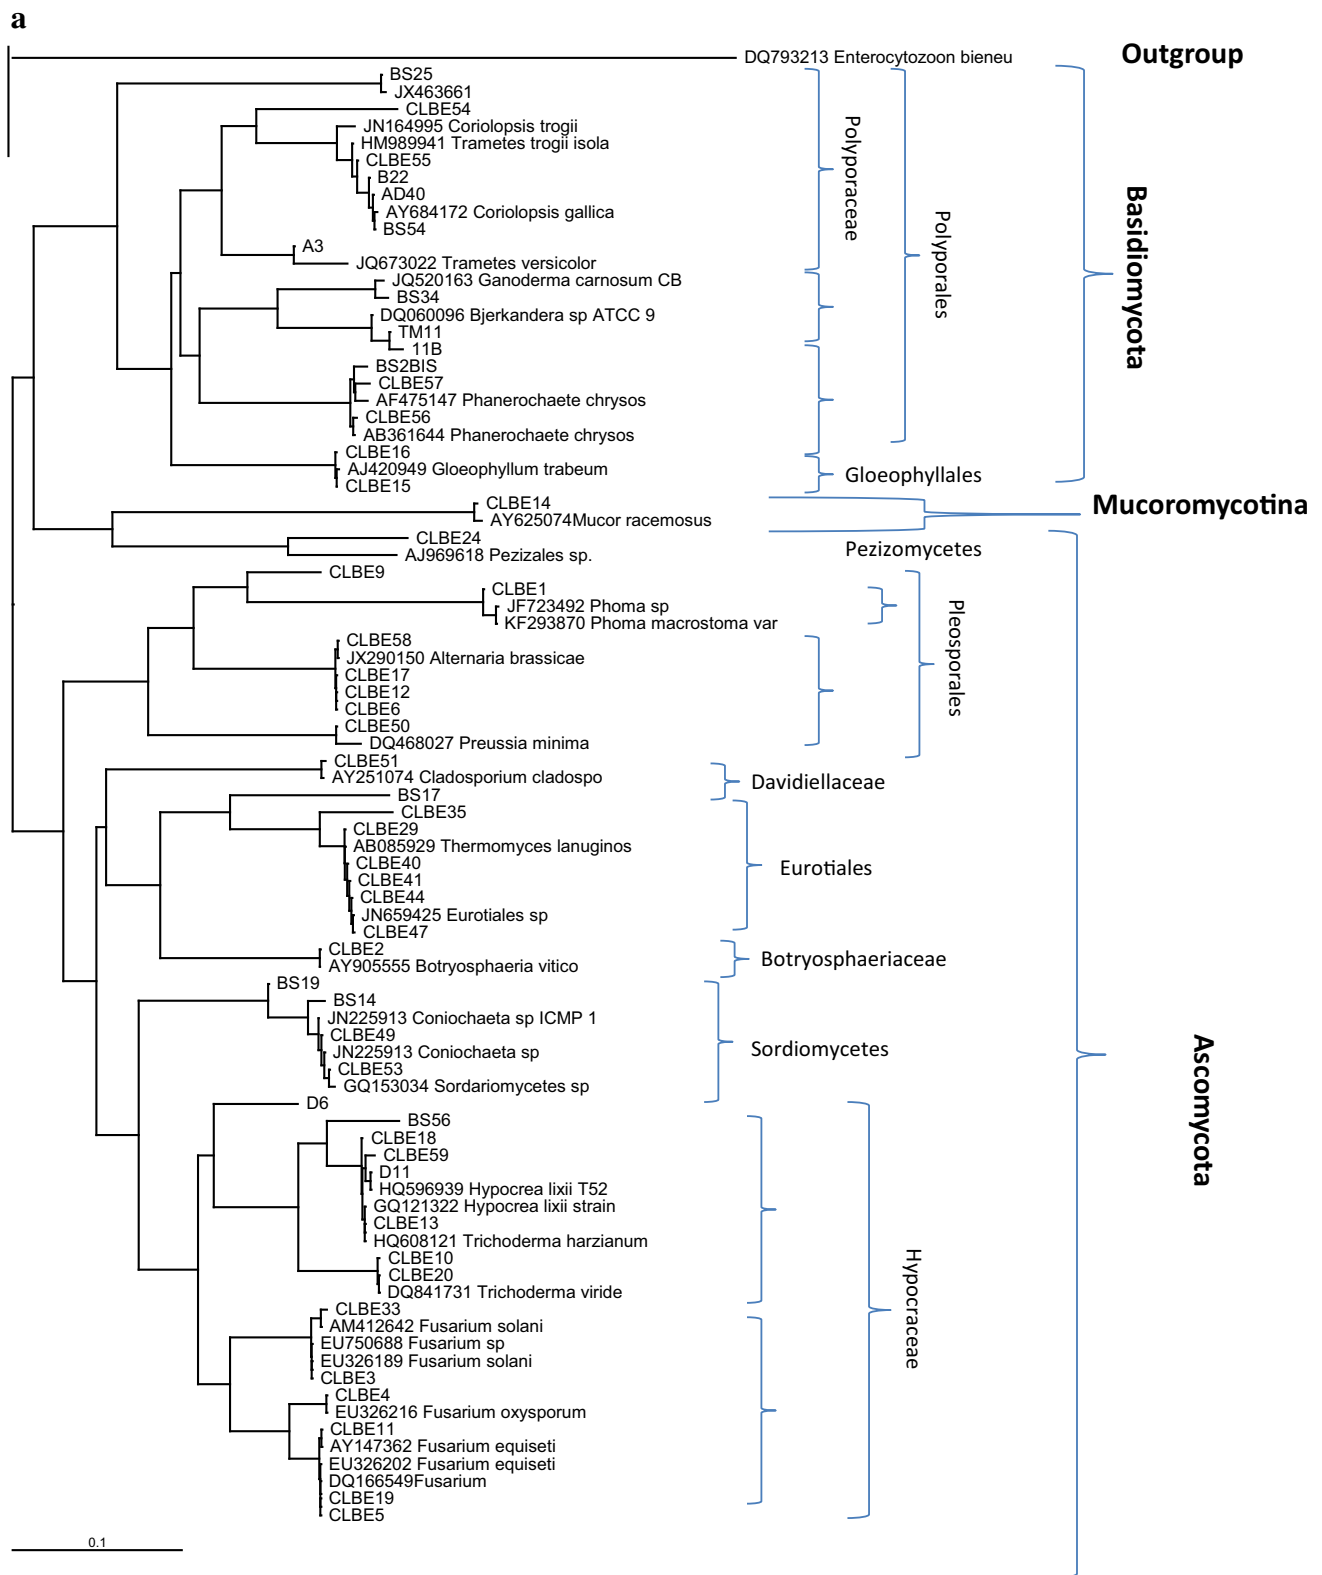 a
DQ793213 Enterocytozoon bieneu
Outgroup
BS25
JX463661
CLBE54
JN164995 Coriolopsis trogii
HM989941 Trametes trogii isola
CLBE55
B22
AD40
AY684172 Coriolopsis gallica
BS54
A3
JQ673022 Trametes versicolor
JQ520163 Ganoderma carnosum CB
BS34
DQ060096 Bjerkandera sp ATCC 9
TM11
11B
BS2BIS
CLBE57
AF475147 Phanerochaete chrysos
CLBE56
AB361644 Phanerochaete chrysos
CLBE16
AJ420949 Gloeophyllum trabeum
CLBE15
Polyporaceae
Polyporales
Gloeophyllales
Basidiomycota
CLBE14
AY625074Mucor racemosus
Mucoromycotina
CLBE24
AJ969618 Pezizales sp.
Pezizomycetes
CLBE9
CLBE1
JF723492 Phoma sp
KF293870 Phoma macrostoma var
CLBE58
JX290150 Alternaria brassicae
CLBE17
CLBE12
CLBE6
CLBE50
DQ468027 Preussia minima
Pleosporales
CLBE51
AY251074 Cladosporium cladospo
Davidiellaceae
BS17
CLBE35
CLBE29
AB085929 Thermomyces lanuginos
CLBE40
CLBE41
CLBE44
JN659425 Eurotiales sp
CLBE47
Eurotiales
CLBE2
AY905555 Botryosphaeria vitico
Botryosphaeriaceae
BS19
BS14
JN225913 Coniochaeta sp ICMP 1
CLBE49
JN225913 Coniochaeta sp
CLBE53
GQ153034 Sordariomycetes sp
Sordiomycetes
Ascomycota
D6
BS56
CLBE18
CLBE59
D11
HQ596939 Hypocrea lixii T52
GQ121322 Hypocrea lixii strain
CLBE13
HQ608121 Trichoderma harzianum
CLBE10
CLBE20
DQ841731 Trichoderma viride
CLBE33
AM412642 Fusarium solani
EU750688 Fusarium sp
EU326189 Fusarium solani
CLBE3
CLBE4
EU326216 Fusarium oxysporum
CLBE11
AY147362 Fusarium equiseti
EU326202 Fusarium equiseti
DQ166549Fusarium
CLBE19
CLBE5
Hypocraceae
0.1